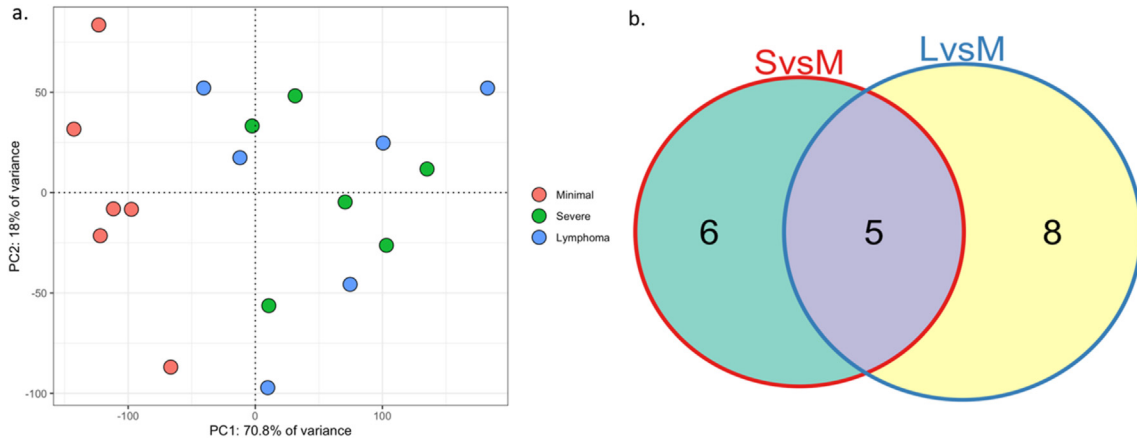 a.
50
0
-50
-100
PC2: 18% of variance
-100
0
100
PC1: 70.8% of variance
Minimal
Severe
Lymphoma
b.
SvsM
LvsM
6
5
8